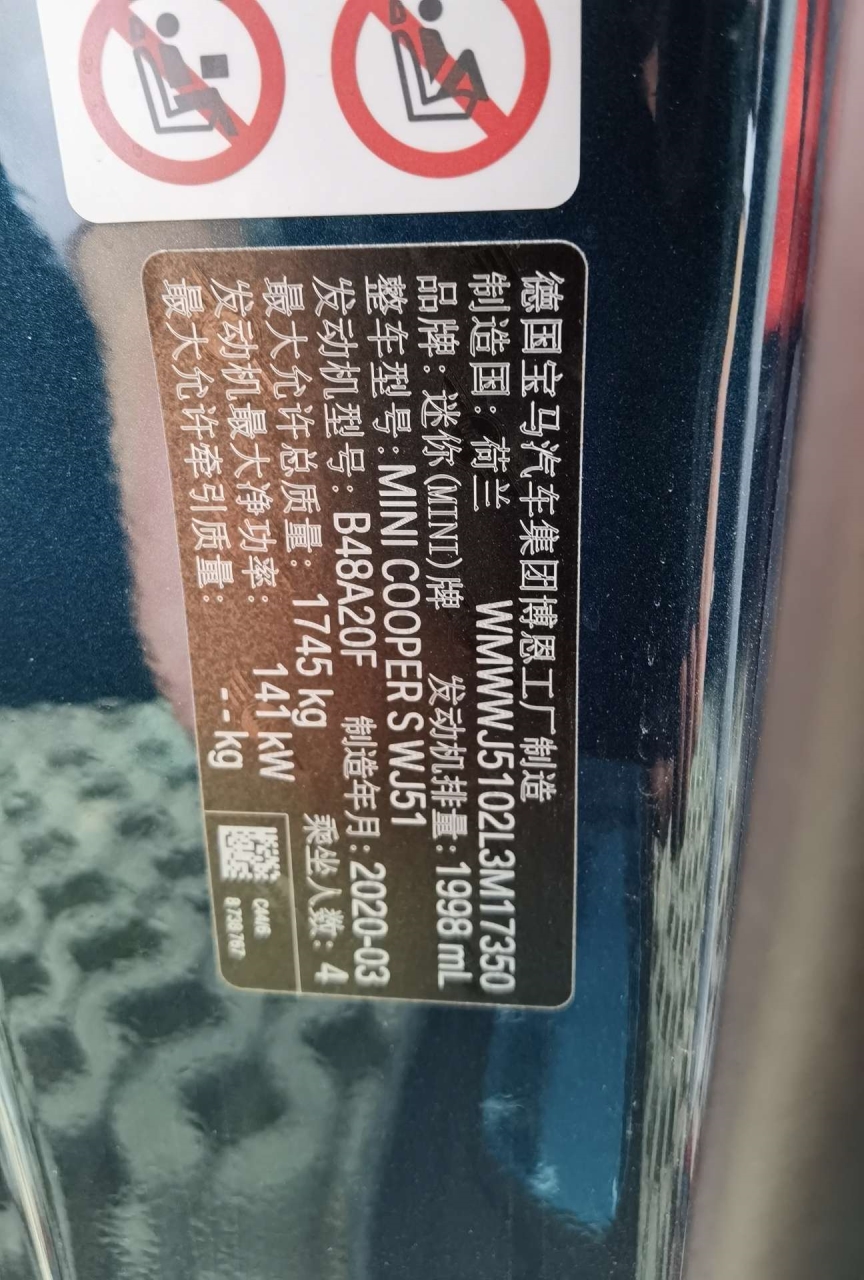 德国宝马汽车集团博恩工厂制造
制造国：荷兰 WMWWJ5102L3M17350
品牌：迷你(MINI)牌 发动机排量：1998 mL
整车型号：MINI COOPER S WJ51
发动机型号：B48A20F 制造年月：2020-03
最大允许总质量：1745 kg 乘坐人数：4
发动机最大净功率：141 kW
最大允许牵引质量：-- kg
8 738 767